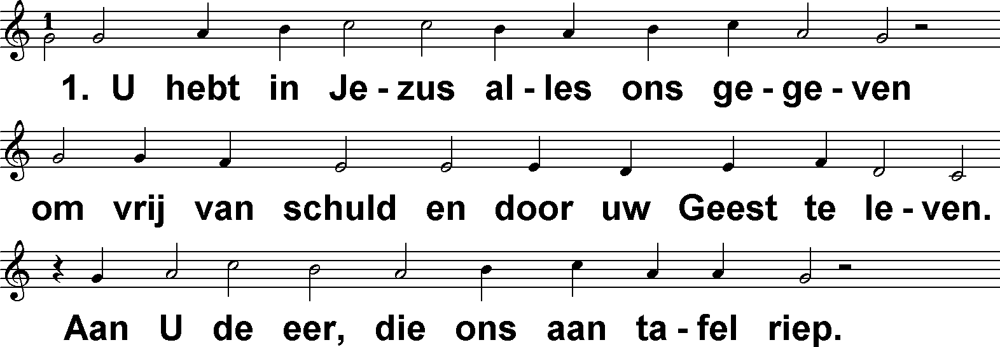 1
1. U hebt in Je - zus al - les ons ge - ge - ven
om vrij van schuld en door uw Geest te le - ven.
Aan U de eer, die ons aan ta - fel riep.